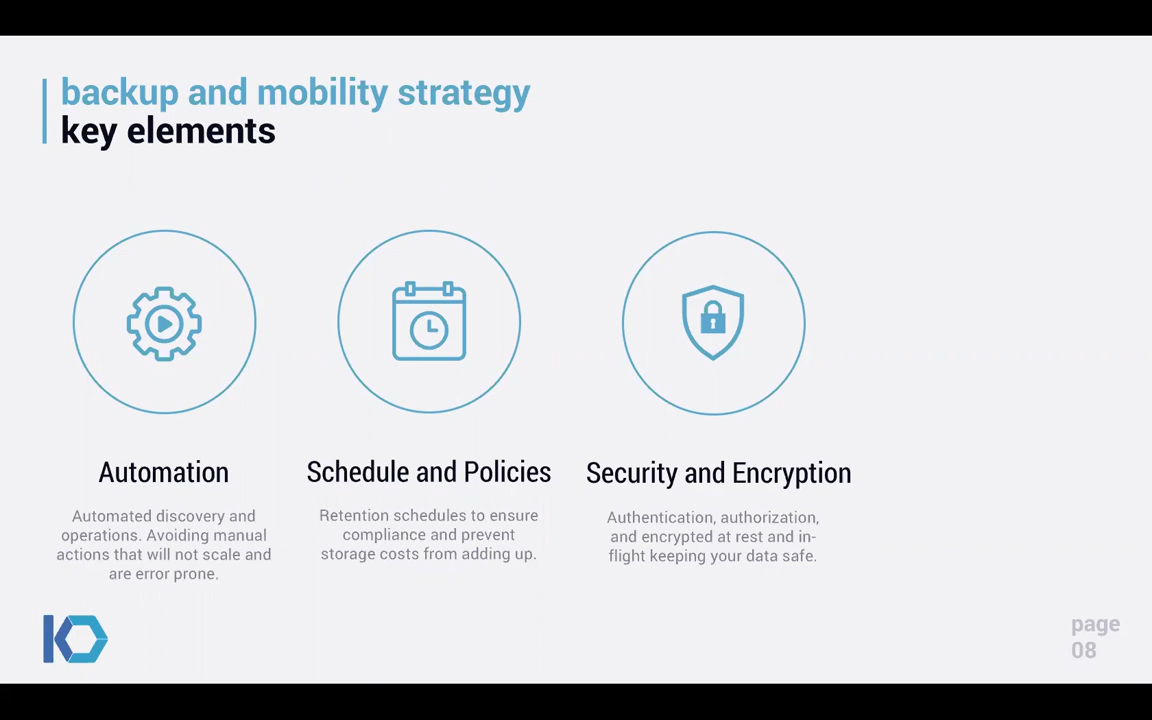 backup and mobility strategy
key elements
Automation
Automated discovery and
operations. Avoiding manual
actions that will not scale and
are error prone.
Schedule and Policies
Retention schedules to ensure
compliance and prevent
storage costs from adding up.
Security and Encryption
Authentication, authorization,
and encrypted at rest and in-
flight keeping your data safe.
page
08